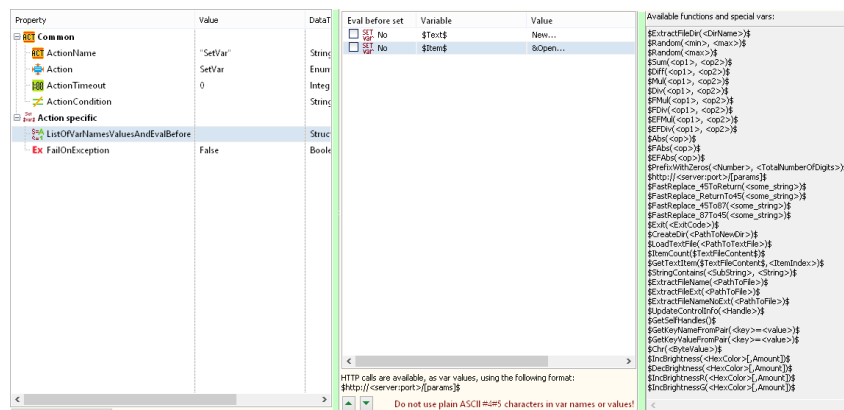 Property Value DataT
Common
ActionName "SetVar" String
Action SetVar Enum
ActionTimeout 0 Integ
ActionCondition String
Action specific
ListOfVarNamesValuesAndEvalBefore Struc
Ex FailOnException False Boole
Eval before set Variable Value
SET var No $Text$ New...
SET var No $Item$ &Open...
HTTP calls are available, as var values, using the following format:
$http://<server:port>/[params]$
Do not use plain ASCII #4#5 characters in var names or values!
Available functions and special vars:
$ExtractFileDir(<DirName>)$
$Random(<min>, <max>)$
$Random(<max>)$
$Sum(<op1>, <op2>)$
$Diff(<op1>, <op2>)$
$Mul(<op1>, <op2>)$
$Div(<op1>, <op2>)$
$FMul(<op1>, <op2>)$
$FDiv(<op1>, <op2>)$
$EFMul(<op1>, <op2>)$
$EFDiv(<op1>, <op2>)$
$Abs(<op>)$
$FAbs(<op>)$
$EFAbs(<op>)$
$PrefixWithZeros(<Number>, <TotalNumberOfDigits>)$
$http://<server:port>/[params]$
$FastReplace_45ToReturn(<some_string>)$
$FastReplace_ReturnTo45(<some_string>)$
$FastReplace_45To87(<some_string>)$
$FastReplace_87To45(<some_string>)$
$Exit(<ExitCode>)$
$CreateDir(<PathToNewDir>)$
$LoadTextFile(<PathToTextFile>)$
$ItemCount($TextFileContent$)$
$GetTextItem($TextFileContent$,<ItemIndex>)$
$StringContains(<SubString>, <String>)$
$ExtractFileName(<PathToFile>)$
$ExtractFileExt(<PathToFile>)$
$ExtractFileNameNoExt(<PathToFile>)$
$UpdateControlInfo(<Handle>)$
$GetSelfHandles()$
$GetKeyNameFromPair(<key>=<value>)$
$GetKeyValueFromPair(<key>=<value>)$
$Chr(<ByteValue>)$
$IncBrightness(<HexColor>[,Amount])$
$DecBrightness(<HexColor>[,Amount])$
$IncBrightnessR(<HexColor>[,Amount])$
$IncBrightnessG(<HexColor>[,Amount])$